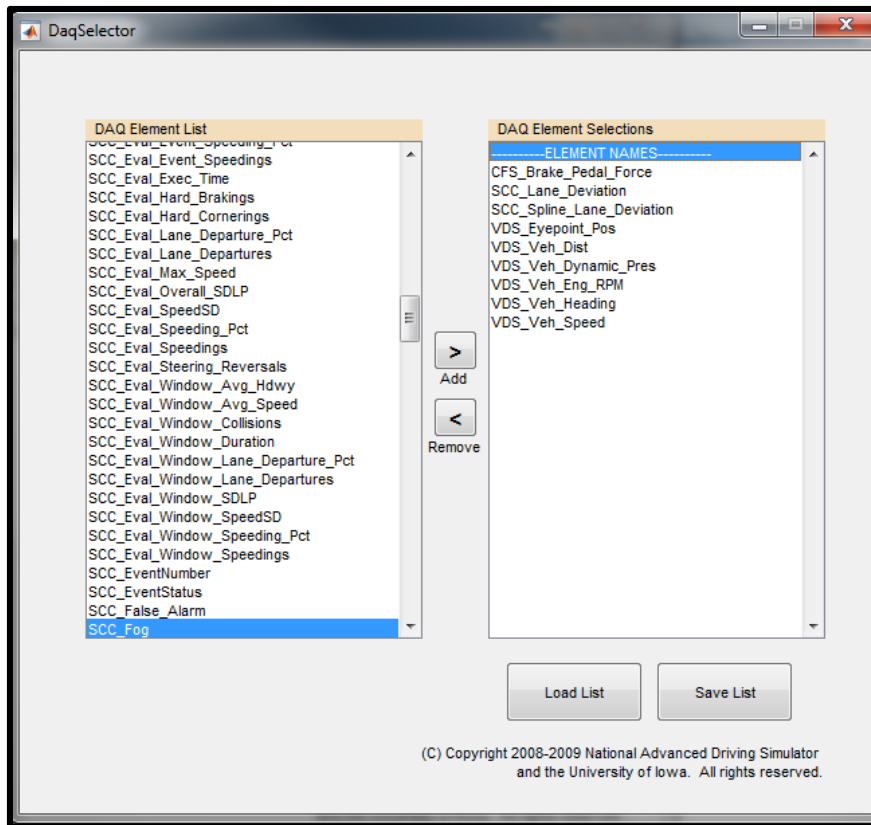 DaqSelector
DAQ Element List
SCC_Eval_Event_Speeding_Pct
SCC_Eval_Event_Speedings
SCC_Eval_Exec_Time
SCC_Eval_Hard_Brakings
SCC_Eval_Hard_Cornerings
SCC_Eval_Lane_Departure_Pct
SCC_Eval_Lane_Departures
SCC_Eval_Max_Speed
SCC_Eval_Overall_SDLP
SCC_Eval_SpeedSD
SCC_Eval_Speeding_Pct
SCC_Eval_Speedings
SCC_Eval_Steering_Reversals
SCC_Eval_Window_Avg_Hdwy
SCC_Eval_Window_Avg_Speed
SCC_Eval_Window_Collisions
SCC_Eval_Window_Duration
SCC_Eval_Window_Lane_Departure_Pct
SCC_Eval_Window_Lane_Departures
SCC_Eval_Window_SDLP
SCC_Eval_Window_SpeedSD
SCC_Eval_Window_Speeding_Pct
SCC_Eval_Window_Speedings
SCC_EventNumber
SCC_EventStatus
SCC_False_Alarm
SCC_Fog
>
Add
<
Remove
DAQ Element Selections
----------ELEMENT NAMES----------
CFS_Brake_Pedal_Force
SCC_Lane_Deviation
SCC_Spline_Lane_Deviation
VDS_Eyepoint_Pos
VDS_Veh_Dist
VDS_Veh_Dynamic_Pres
VDS_Veh_Eng_RPM
VDS_Veh_Heading
VDS_Veh_Speed
Load List
Save List
(C) Copyright 2008-2009 National Advanced Driving Simulator
and the University of Iowa.  All rights reserved.